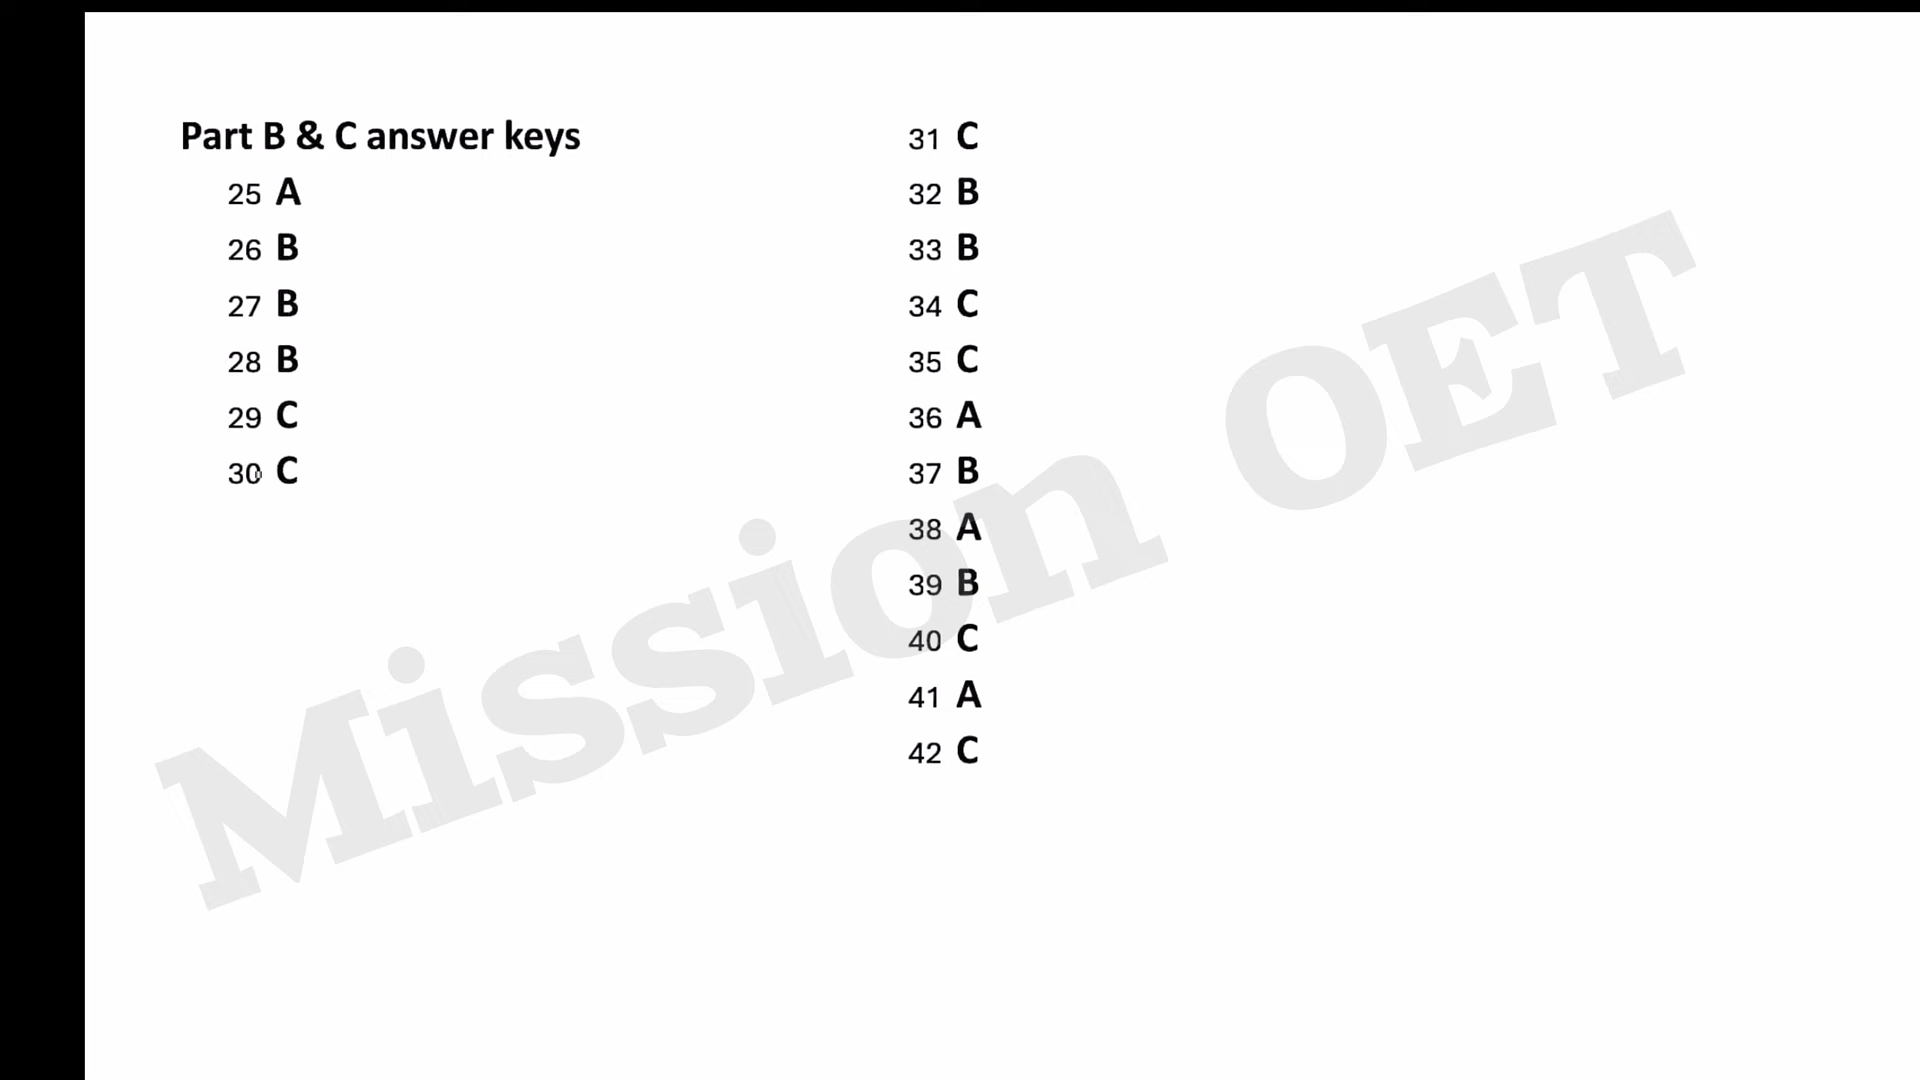 Part B & C answer keys
25 A
26 B
27 B
28 B
29 C
30 C
31 C
32 B
33 B
34 C
35 C
36 A
37 B
38 A
39 B
40 C
41 A
42 C
Mission OET